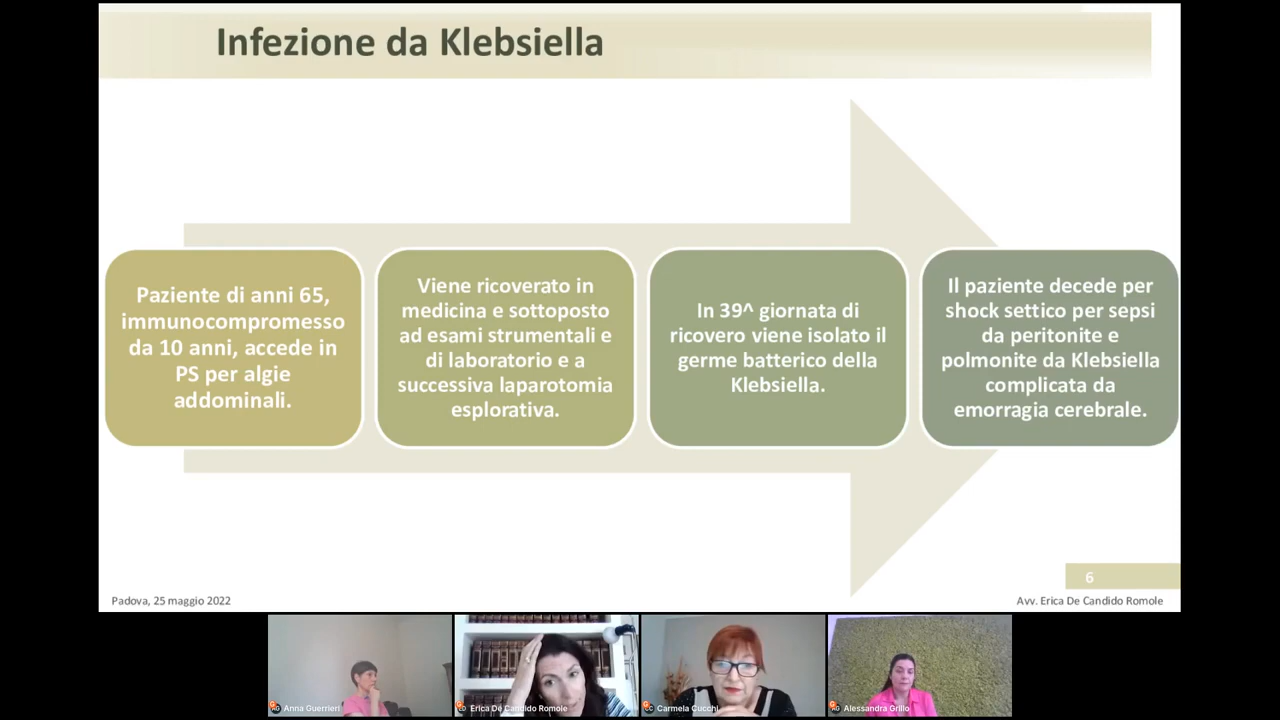 Infezione da Klebsiella
Paziente di anni 65,
immunocompromesso
da 10 anni, accede in
PS per algie
addominali.
Viene ricoverato in
medicina e sottoposto
ad esami strumentali e
di laboratorio e a
successiva laparotomia
esplorativa.
In 39^ giornata di
ricovero viene isolato il
germe batterico della
Klebsiella.
Il paziente decede per
shock settico per sepsi
da peritonite e
polmonite da Klebsiella
complicata da
emorragia cerebrale.
6
Padova, 25 maggio 2022
Avv. Erica De Candido Romole
AG Anna Guerrieri
Erica De Candido Romole
CC Carmela Cucchi
AG Alessandra Grillo